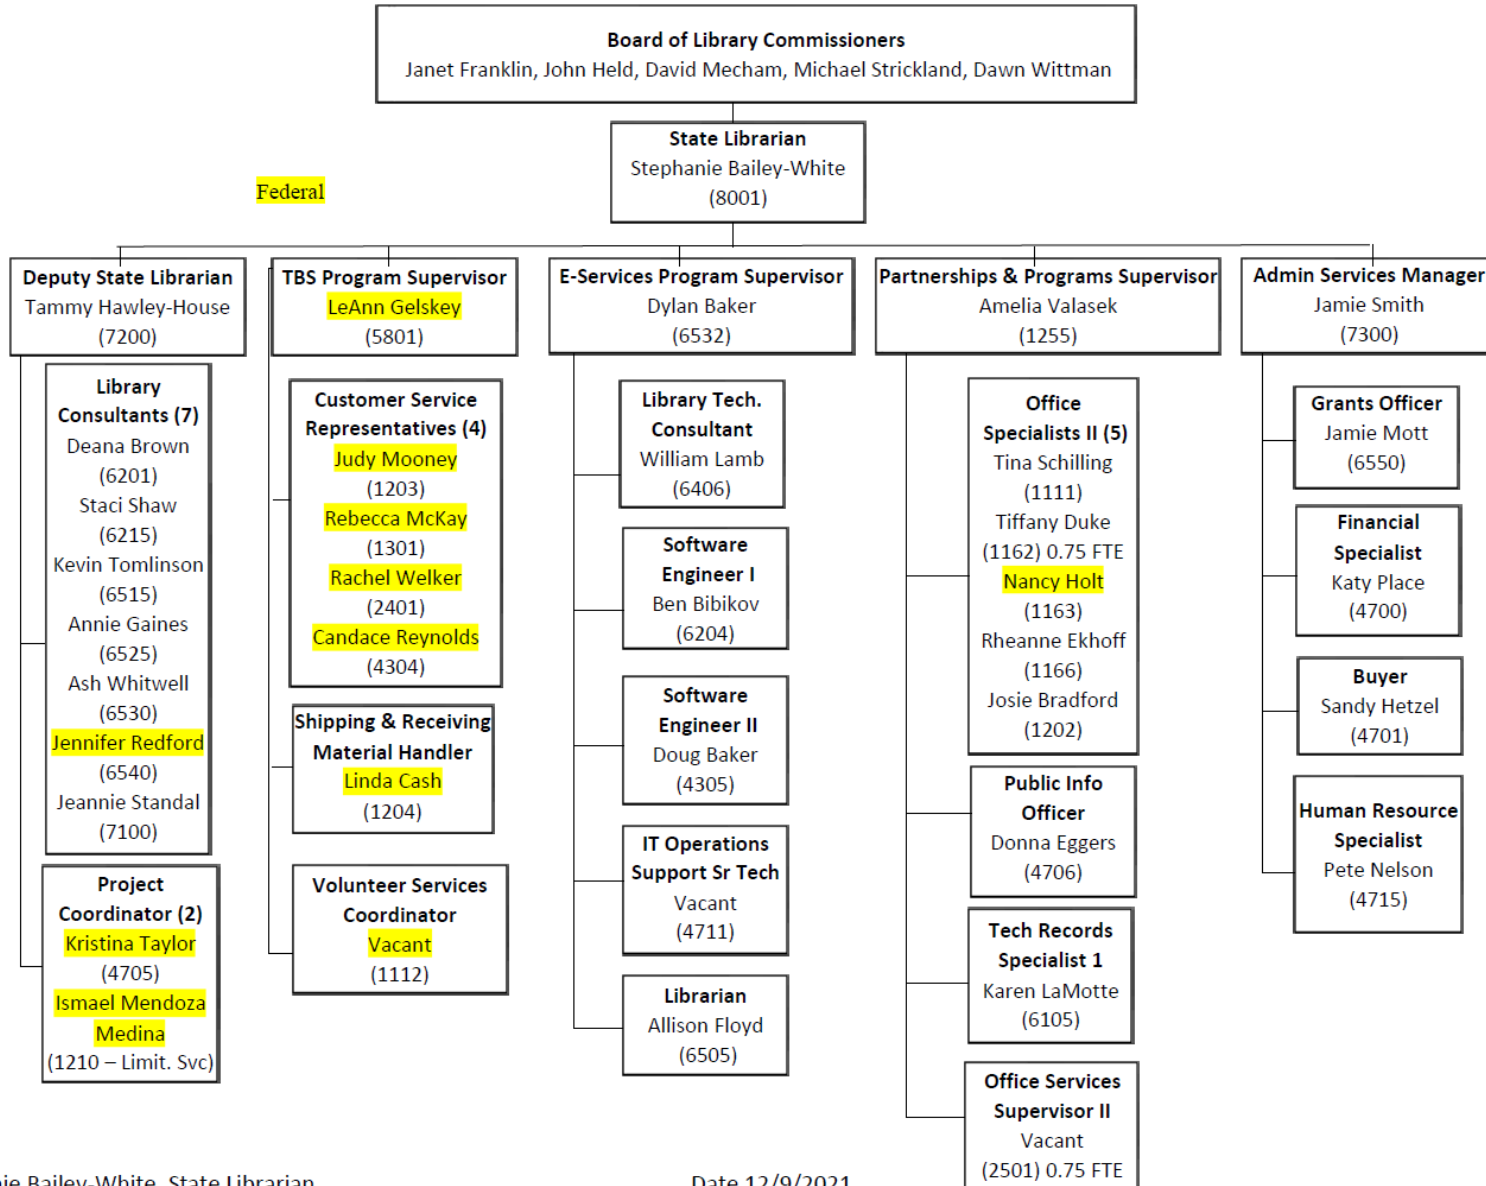 Board of Library Commissioners
Janet Franklin, John Held, David Mecham, Michael Strickland, Dawn Wittman
State Librarian
Stephanie Bailey-White
(8001)
Federal
Deputy State Librarian
Tammy Hawley-House
(7200)
Library
Consultants (7)
Deana Brown
(6201)
Staci Shaw
(6215)
Kevin Tomlinson
(6515)
Annie Gaines
(6525)
Ash Whitwell
(6530)
Jennifer Redford
(6540)
Jeannie Standal
(7100)
Project
Coordinator (2)
Kristina Taylor
(4705)
Ismael Mendoza
Medina
(1210 – Limit. Svc)
TBS Program Supervisor
LeAnn Gelskey
(5801)
Customer Service
Representatives (4)
Judy Mooney
(1203)
Rebecca McKay
(1301)
Rachel Welker
(2401)
Candace Reynolds
(4304)
Shipping & Receiving
Material Handler
Linda Cash
(1204)
Volunteer Services
Coordinator
Vacant
(1112)
E-Services Program Supervisor
Dylan Baker
(6532)
Library Tech.
Consultant
William Lamb
(6406)
Software
Engineer I
Ben Bibikov
(6204)
Software
Engineer II
Doug Baker
(4305)
IT Operations
Support Sr Tech
Vacant
(4711)
Librarian
Allison Floyd
(6505)
Partnerships & Programs Supervisor
Amelia Valasek
(1255)
Office
Specialists II (5)
Tina Schilling
(1111)
Tiffany Duke
(1162) 0.75 FTE
Nancy Holt
(1163)
Rheanne Ekhoff
(1166)
Josie Bradford
(1202)
Public Info
Officer
Donna Eggers
(4706)
Tech Records
Specialist 1
Karen LaMotte
(6105)
Office Services
Supervisor II
Vacant
(2501) 0.75 FTE
Admin Services Manager
Jamie Smith
(7300)
Grants Officer
Jamie Mott
(6550)
Financial
Specialist
Katy Place
(4700)
Buyer
Sandy Hetzel
(4701)
Human Resource
Specialist
Pete Nelson
(4715)
Bailey-White, State Librarian
Date 12/9/2021